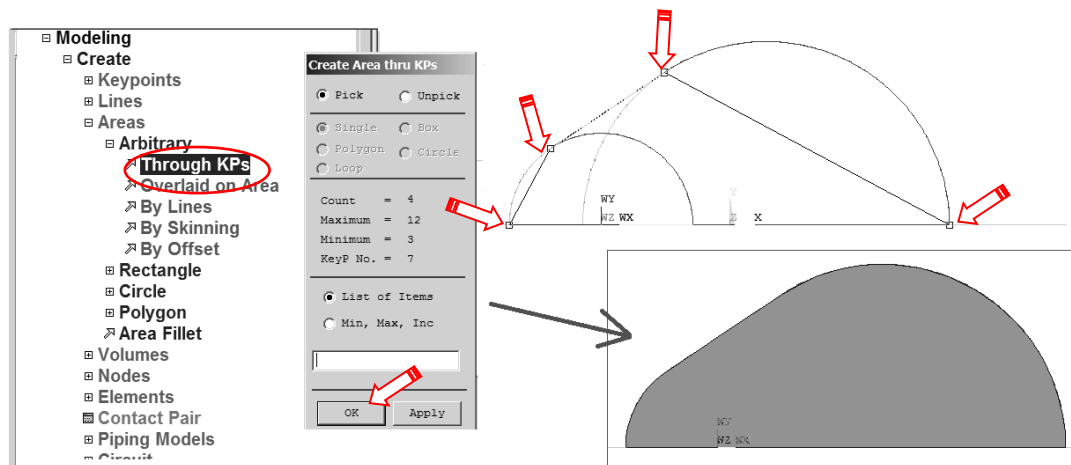 Modeling
Create
Keypoints
Lines
Areas
Arbitrary
Through KPs
Overlaid on Area
By Lines
By Skinning
By Offset
Rectangle
Circle
Polygon
Area Fillet
Volumes
Nodes
Elements
Contact Pair
Piping Models
Circuit
Create Area thru KPs
Pick Unpick
Single Box
Polygon Circle
Loop
Count = 4
Maximum = 12
Minimum = 3
KeyP No. = 7
List of Items
Min, Max, Inc
OK Apply
WY Y
WZ WX Z X
WY
WZ WX